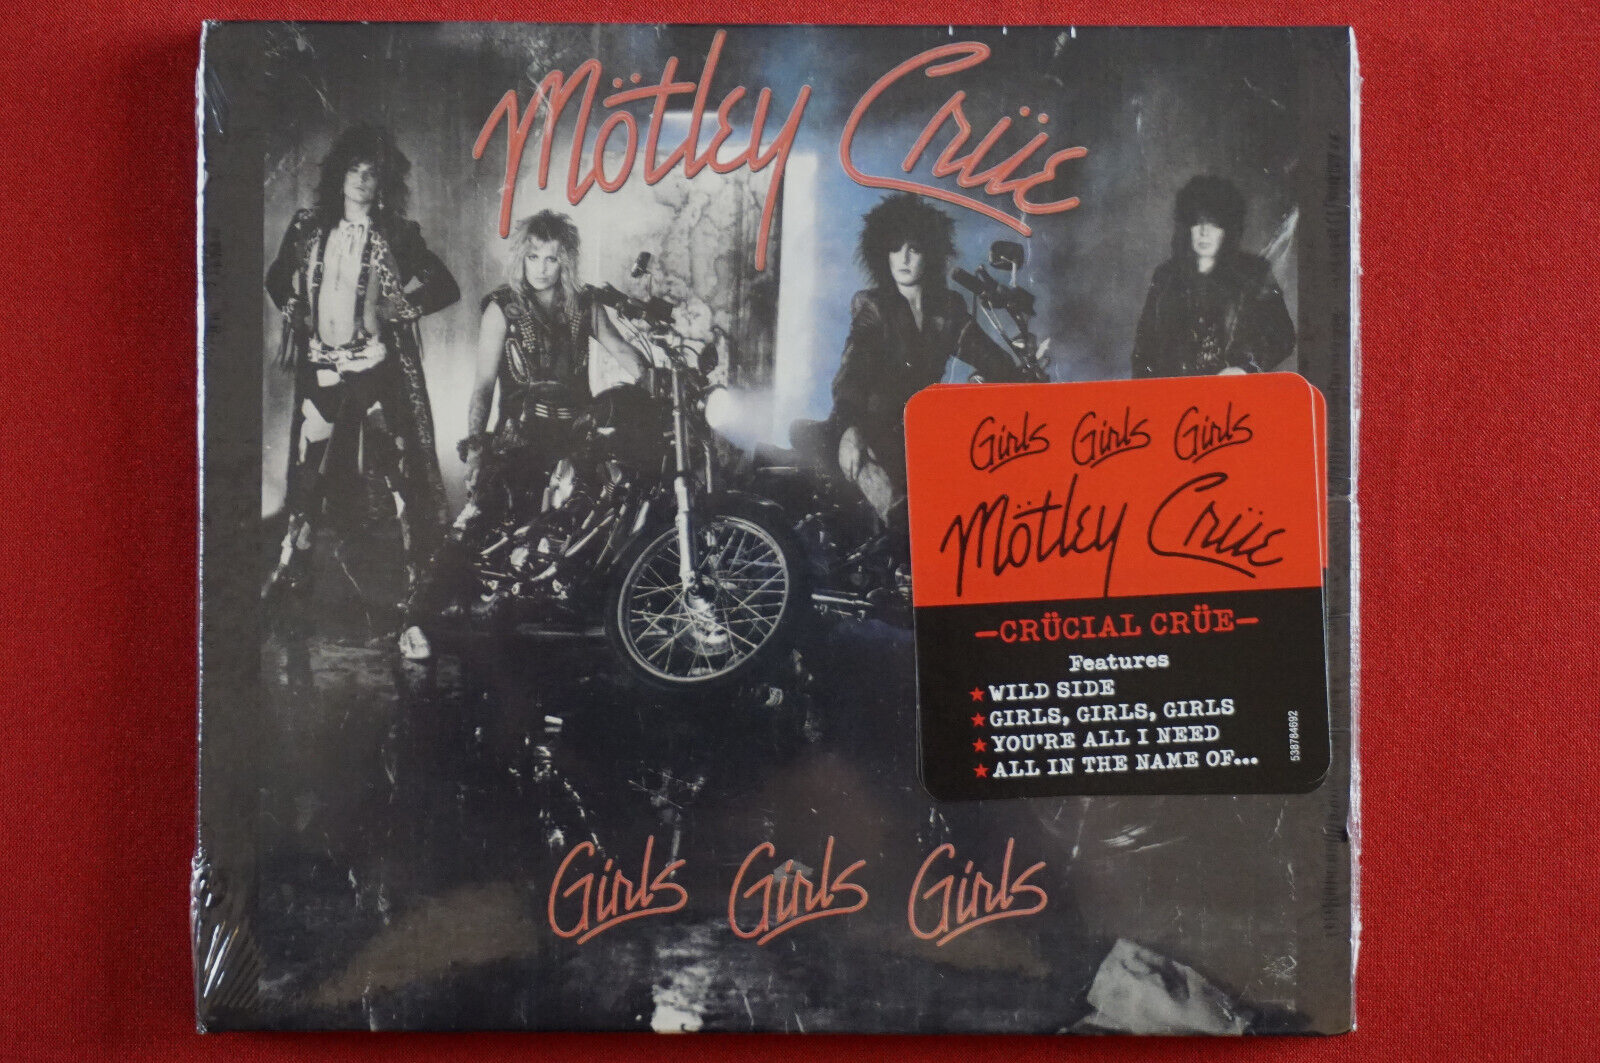 Mötley Crüe
Girls Girls Girls
Mötley Crüe
—CRÜCIAL CRÜE—
Features
★ WILD SIDE
★ GIRLS, GIRLS, GIRLS
★ YOU'RE ALL I NEED
★ ALL IN THE NAME OF...
538784692
Girls Girls Girls